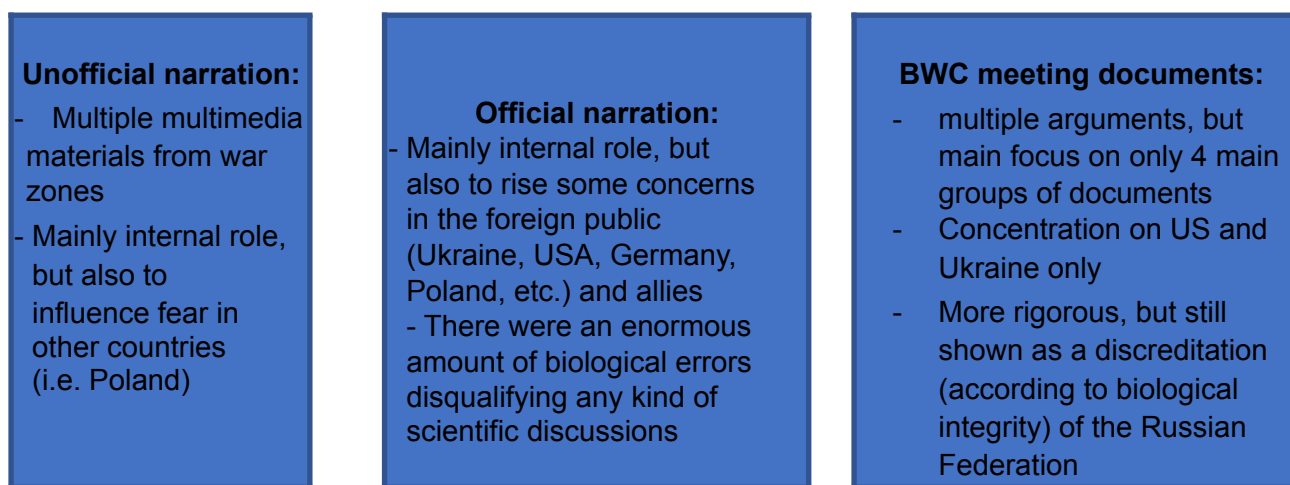 Unofficial narration:
- Multiple multimedia
materials from war
zones
- Mainly internal role,
but also to
influence fear in
other countries
(i.e. Poland)
Official narration:
- Mainly internal role, but
also to rise some concerns
in the foreign public
(Ukraine, USA, Germany,
Poland, etc.) and allies
- There were an enormous
amount of biological errors
disqualifying any kind of
scientific discussions
BWC meeting documents:
- multiple arguments, but
main focus on only 4 main
groups of documents
- Concentration on US and
Ukraine only
- More rigorous, but still
shown as a discreditation
(according to biological
integrity) of the Russian
Federation